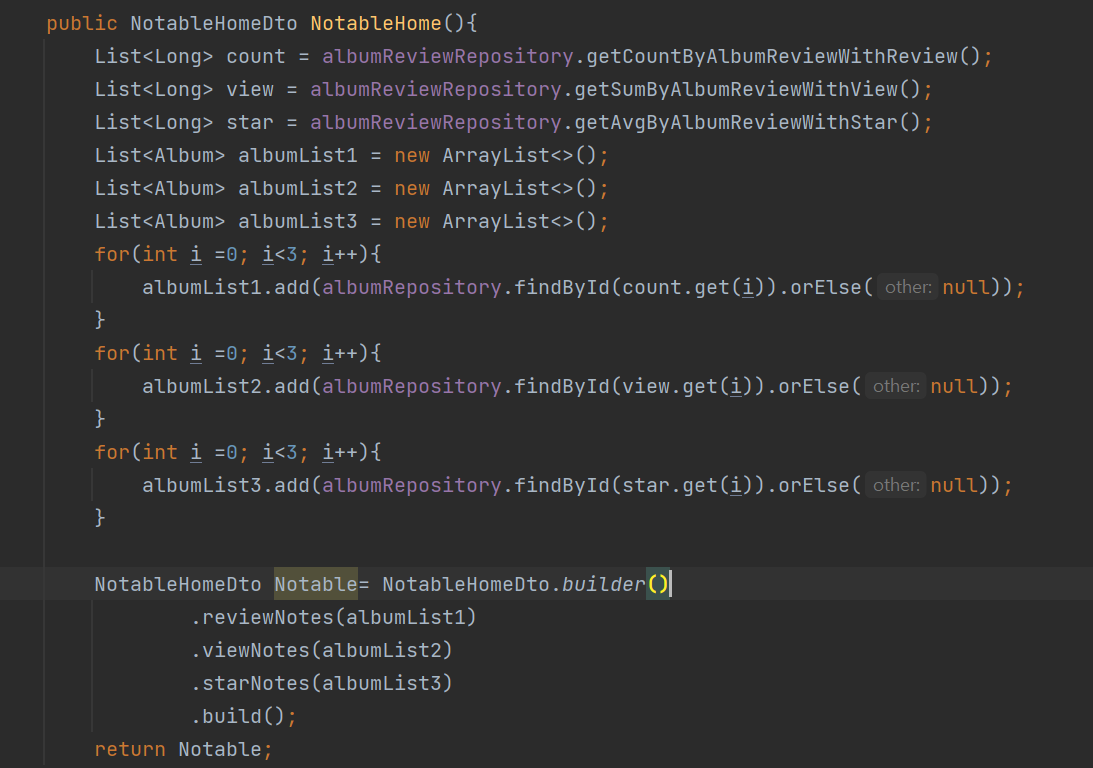 public NotableHomeDto NotableHome(){
List<Long> count = albumReviewRepository.getCountByAlbumReviewWithReview();
List<Long> view = albumReviewRepository.getSumByAlbumReviewWithView();
List<Long> star = albumReviewRepository.getAvgByAlbumReviewWithStar();
List<Album> albumList1 = new ArrayList<>();
List<Album> albumList2 = new ArrayList<>();
List<Album> albumList3 = new ArrayList<>();
for(int i =0; i<3; i++){
albumList1.add(albumRepository.findById(count.get(i)).orElse( other: null));
}
for(int i =0; i<3; i++){
albumList2.add(albumRepository.findById(view.get(i)).orElse( other: null));
}
for(int i =0; i<3; i++){
albumList3.add(albumRepository.findById(star.get(i)).orElse( other: null));
}
NotableHomeDto Notable= NotableHomeDto.builder()
.reviewNotes(albumList1)
.viewNotes(albumList2)
.starNotes(albumList3)
.build();
return Notable;